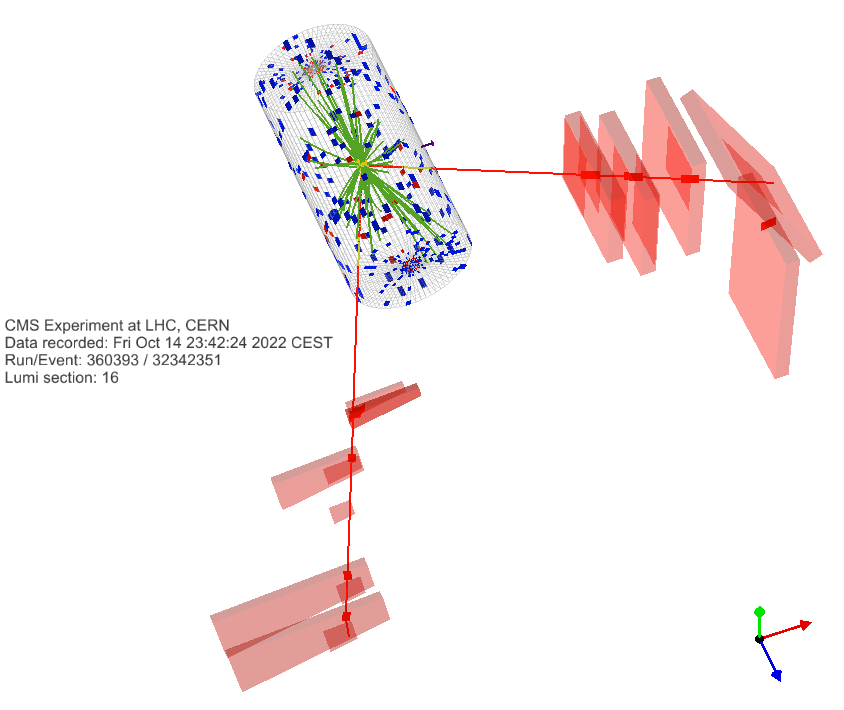 CMS Experiment at LHC, CERN
Data recorded: Fri Oct 14 23:42:24 2022 CEST
Run/Event: 360393 / 32342351
Lumi section: 16